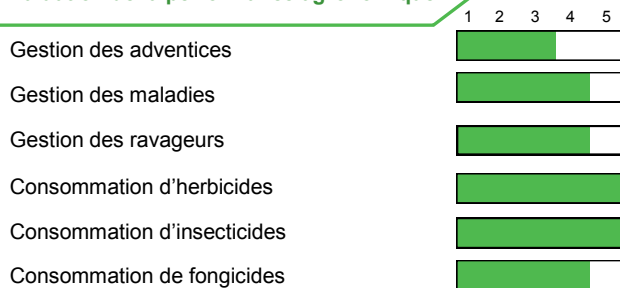 1 2 3 4 5
Gestion des adventices
Gestion des maladies
Gestion des ravageurs
Consommation d’herbicides
Consommation d’insecticides
Consommation de fongicides